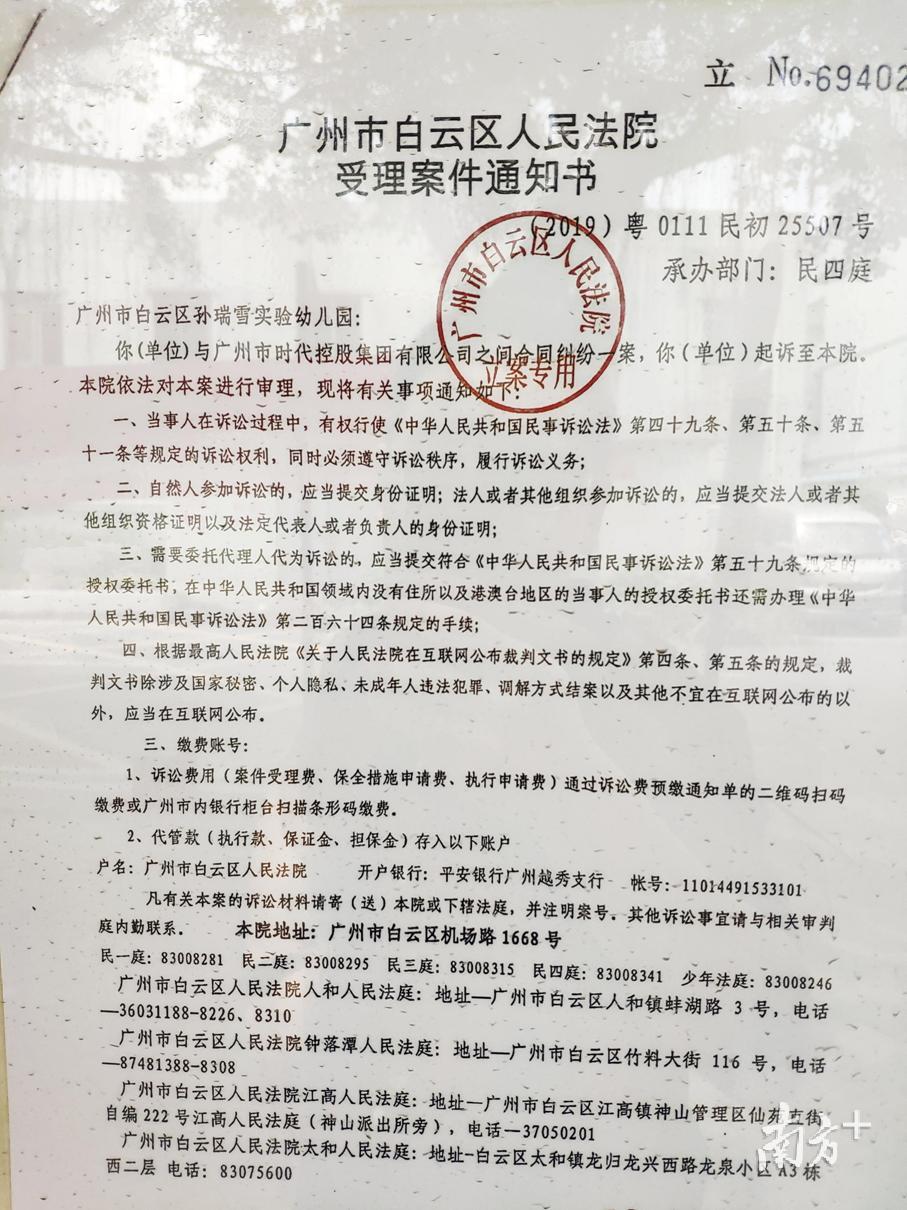 立 No.69402
广州市白云区人民法院
受理案件通知书
(2019) 粤 0111 民初 25507 号
承办部门：民四庭
广州市白云区人民法院
立案专用
广州市白云区孙瑞雪实验幼儿园：
你(单位)与广州市时代控股集团有限公司之间合同纠纷一案，你（单位）起诉至本院。
本院依法对本案进行审理，现将有关事项通知如下：
一、当事人在诉讼过程中，有权行使《中华人民共和国民事诉讼法》第四十九条、第五十条、第五
十一条等规定的诉讼权利，同时必须遵守诉讼秩序，履行诉讼义务；
二、自然人参加诉讼的，应当提交身份证明；法人或者其他组织参加诉讼的，应当提交法人或者其
他组织资格证明以及法定代表人或者负责人的身份证明；
三、需要委托代理人代为诉讼的，应当提交符合《中华人民共和国民事诉讼法》第五十九条规定的
授权委托书，在中华人民共和国领域内没有住所以及港澳台地区的当事人的授权委托书还需办理《中华
人民共和国民事诉讼法》第二百六十四条规定的手续；
四、根据最高人民法院《关于人民法院在互联网公布裁判文书的规定》第四条、第五条的规定，裁
判文书除涉及国家秘密、个人隐私、未成年人违法犯罪、调解方式结案以及其他不宜在互联网公布的以
外，应当在互联网公布。
三、缴费账号：
1、诉讼费用（案件受理费、保全措施申请费、执行申请费）通过诉讼费预缴通知单的二维码扫码
缴费或广州市内银行柜台扫描条形码缴费。
2、代管款（执行款、保证金、担保金）存入以下账户
户名：广州市白云区人民法院 开户银行：平安银行广州越秀支行 帐号：11014491533101
凡有关本案的诉讼材料请寄（送）本院或下辖法庭，并注明案号。其他诉讼事宜请与相关审判
庭内勤联系。 本院地址：广州市白云区机场路1668号
民一庭：83008281 民二庭：83008295 民三庭：83008315 民四庭：83008341 少年法庭：83008246
广州市白云区人民法院人和人民法庭：地址—广州市白云区人和镇蚌湖路 3 号，电话
—36031188-8226、8310
广州市白云区人民法院钟落潭人民法庭：地址—广州市白云区竹料大街 116 号，电话
—87481388-8308
广州市白云区人民法院江高人民法庭：地址—广州市白云区江高镇神山管理区仙苑直街
自编222号江高人民法庭（神山派出所旁），电话—37050201
广州市白云区人民法院太和人民法庭：地址-白云区太和镇龙归龙兴西路龙泉小区A3栋
西二层 电话：83075600
南方+